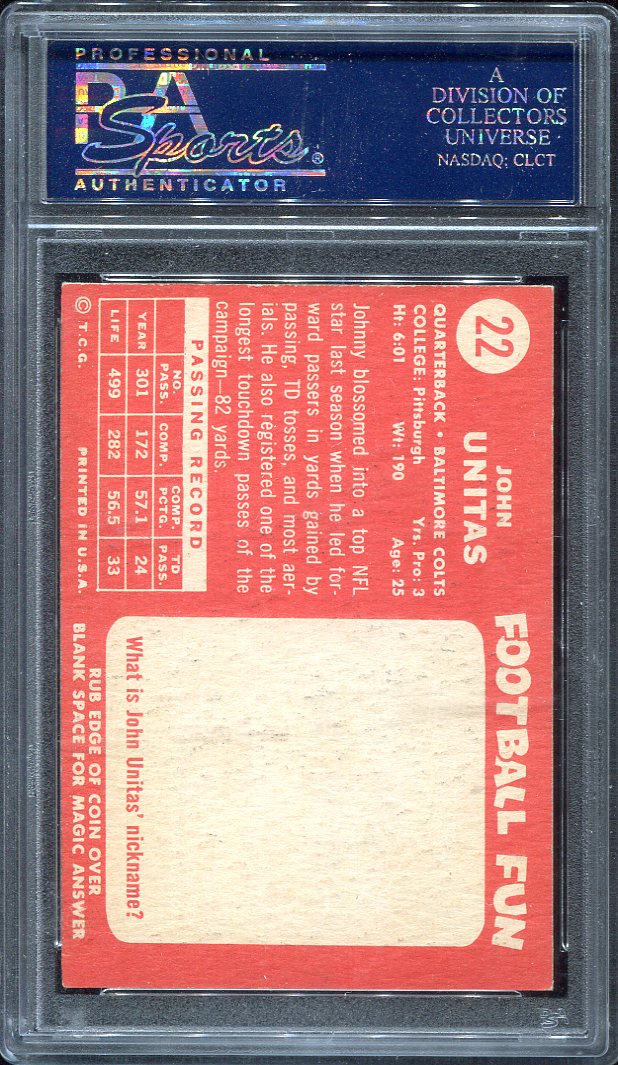 PROFESSIONAL
PSA
Sports®
AUTHENTICATOR
A
DIVISION OF
COLLECTORS
UNIVERSE
NASDAQ: CLCT
22
JOHN
UNITAS
QUARTERBACK • BALTIMORE COLTS
COLLEGE: Pittsburgh Yrs. Pro: 3
Ht: 6:01 Wt: 190 Age: 25
Johnny blossomed into a top NFL
star last season when he led for-
ward passers in yards gained by
passing, TD tosses, and most aer-
ials. He also registered one of the
longest touchdown passes of the
campaign—82 yards.
PASSING RECORD
NO. PASS. COMP. COMP. PCTG. TD PASS.
YEAR 301 172 57.1 24
LIFE 499 282 56.5 33
© T.C.G. PRINTED IN U.S.A.
FOOTBALL FUN
What is John Unitas' nickname?
RUB EDGE OF COIN OVER
BLANK SPACE FOR MAGIC ANSWER
PSA